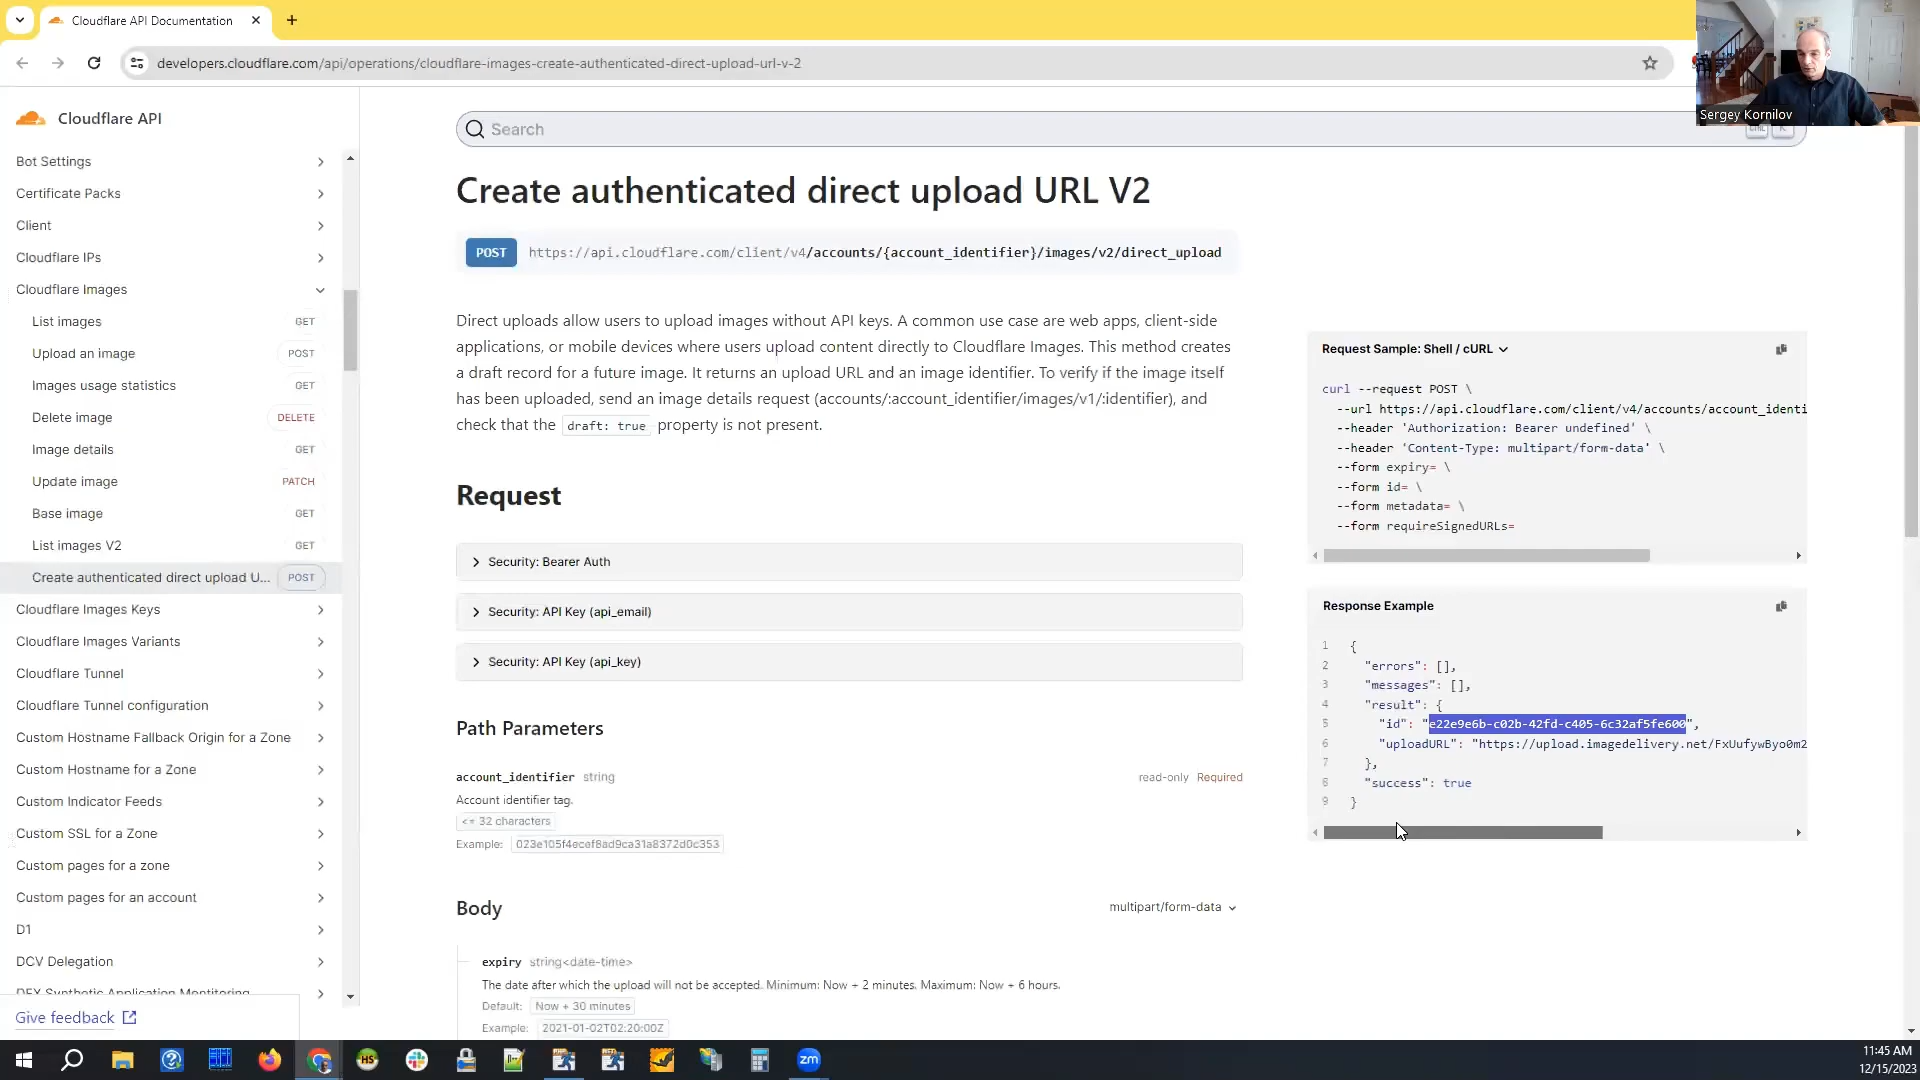 Cloudflare API Documentation
developers.cloudflare.com/api/operations/cloudflare-images-create-authenticated-direct-upload-url-v-2
Sergey Kornilov
Cloudflare API
Bot Settings
Certificate Packs
Client
Cloudflare IPs
Cloudflare Images
List images GET
Upload an image POST
Images usage statistics GET
Delete image DELETE
Image details GET
Update image PATCH
Base image GET
List images V2 GET
Create authenticated direct upload U... POST
Cloudflare Images Keys
Cloudflare Images Variants
Cloudflare Tunnel
Cloudflare Tunnel configuration
Custom Hostname Fallback Origin for a Zone
Custom Hostname for a Zone
Custom Indicator Feeds
Custom SSL for a Zone
Custom pages for a zone
Custom pages for an account
D1
DCV Delegation
DEX Synthetic Application Monitoring
Give feedback
Search
Create authenticated direct upload URL V2
POST https://api.cloudflare.com/client/v4/accounts/{account_identifier}/images/v2/direct_upload
Direct uploads allow users to upload images without API keys. A common use case are web apps, client-side
applications, or mobile devices where users upload content directly to Cloudflare Images. This method creates
a draft record for a future image. It returns an upload URL and an image identifier. To verify if the image itself
has been uploaded, send an image details request (accounts/:account_identifier/images/v1/:identifier), and
check that the draft: true property is not present.
Request
Security: Bearer Auth
Security: API Key (api_email)
Security: API Key (api_key)
Path Parameters
account_identifier string read-only Required
Account identifier tag.
<= 32 characters
Example: 023e105f4ecef8ad9ca31a8372d0c353
Body multipart/form-data
expiry string<date-time>
The date after which the upload will not be accepted. Minimum: Now + 2 minutes. Maximum: Now + 6 hours.
Default: Now + 30 minutes
Example: 2021-01-02T02:20:00Z
Request Sample: Shell / cURL
curl --request POST \
--url https://api.cloudflare.com/client/v4/accounts/account_identi
--header 'Authorization: Bearer undefined' \
--header 'Content-Type: multipart/form-data' \
--form expiry= \
--form id= \
--form metadata= \
--form requireSignedURLs=
Response Example
1 {
2 "errors": [],
3 "messages": [],
4 "result": {
5 "id": "e22e9e6b-c02b-42fd-c405-6c32af5fe600",
6 "uploadURL": "https://upload.imagedelivery.net/FxUufywByo0m2
7 },
8 "success": true
9 }
HS
zm
11:45 AM
12/15/2023